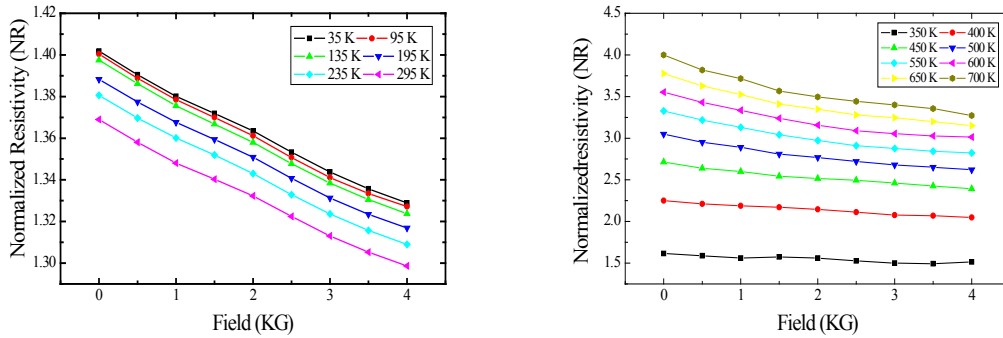 Normalized Resistivity (NR)
1.42
1.40
1.38
1.36
1.34
1.32
1.30
35 K 95 K
135 K 195 K
235 K 295 K
0 1 2 3 4
Field (KG)
Normalizedresistivity (NR)
4.5
4.0
3.5
3.0
2.5
2.0
1.5
350 K 400 K
450 K 500 K
550 K 600 K
650 K 700 K
0 1 2 3 4
Field (KG)